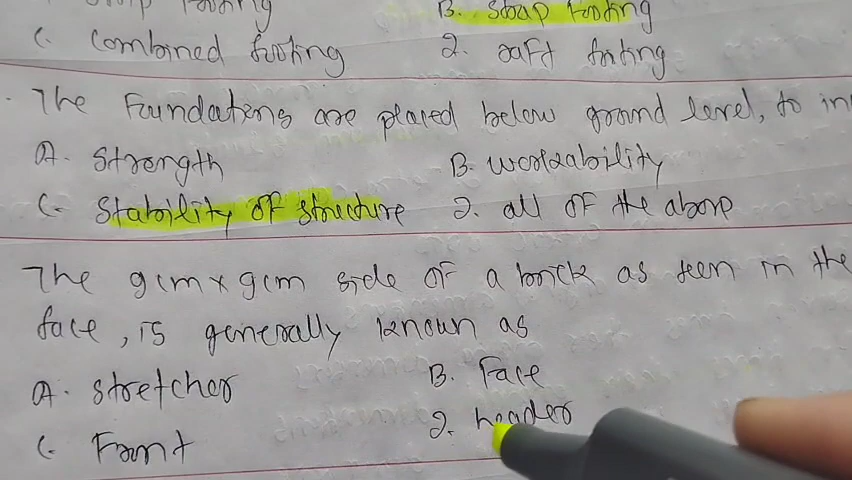 footing B. strap footing
C. Combined footing D. raft footing
The Foundations are placed below ground level, to in
A. Strength B. workability
C. Stability of structure D. all of the above
The 9cm x 9cm side of a brick as seen in the
face, is generally known as
A. Stretcher B. Face
C. Front D. header